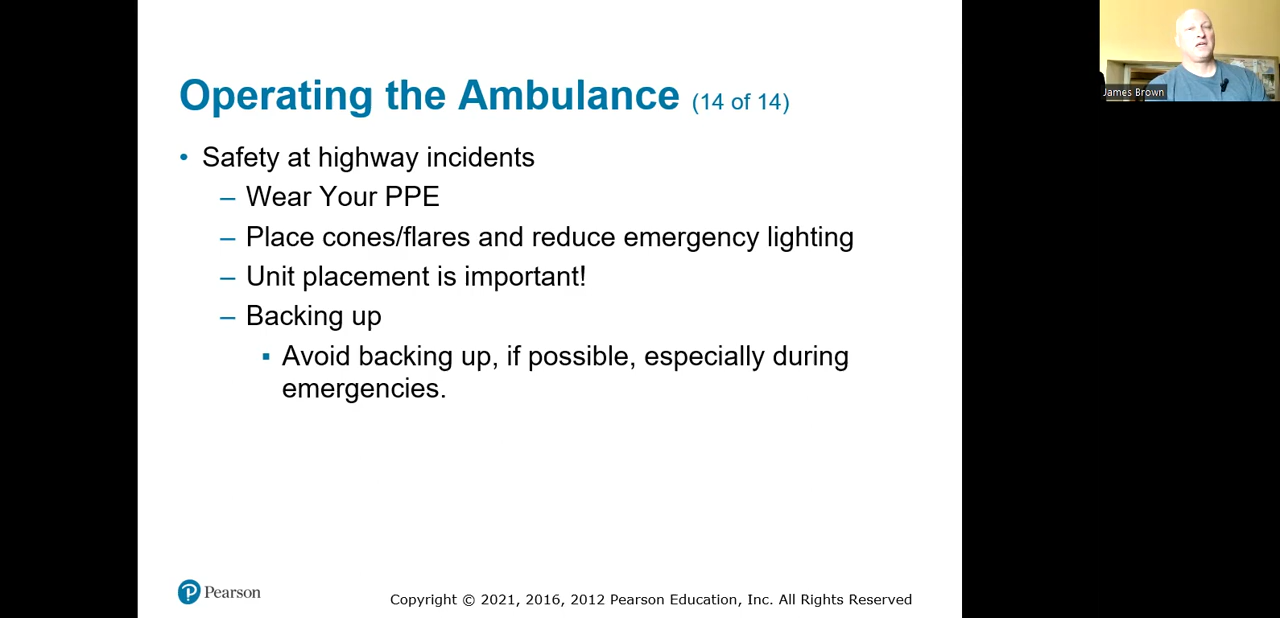 Operating the Ambulance (14 of 14)
• Safety at highway incidents
– Wear Your PPE
– Place cones/flares and reduce emergency lighting
– Unit placement is important!
– Backing up
▪ Avoid backing up, if possible, especially during
emergencies.
Pearson
Copyright © 2021, 2016, 2012 Pearson Education, Inc. All Rights Reserved
James Brown